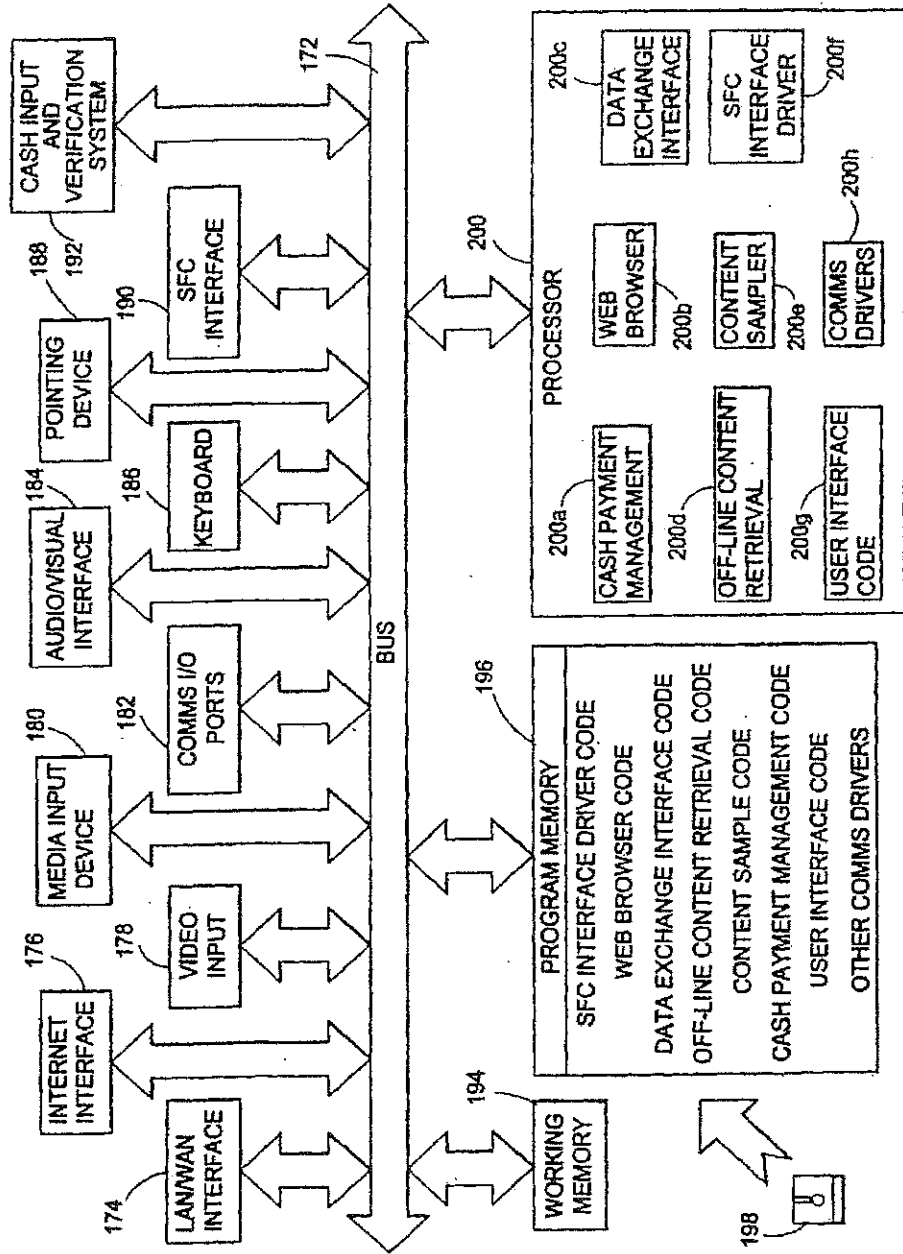 CASH INPUT
AND
VERIFICATION
SYSTEM
192
188
POINTING
DEVICE
190
SFC
INTERFACE
184
AUDIO/VISUAL
INTERFACE
186
KEYBOARD
180
MEDIA INPUT
DEVICE
182
COMMS I/O
PORTS
176
INTERNET
INTERFACE
178
VIDEO
INPUT
174
LAN/WAN
INTERFACE
172
BUS
194
WORKING
MEMORY
196
PROGRAM MEMORY
SFC INTERFACE DRIVER CODE
WEB BROWSER CODE
DATA EXCHANGE INTERFACE CODE
OFF-LINE CONTENT RETRIEVAL CODE
CONTENT SAMPLE CODE
CASH PAYMENT MANAGEMENT CODE
USER INTERFACE CODE
OTHER COMMS DRIVERS
198
200
PROCESSOR
200a
CASH PAYMENT
MANAGEMENT
WEB
BROWSER
200b
200c
DATA
EXCHANGE
INTERFACE
200d
OFF-LINE CONTENT
RETRIEVAL
CONTENT
SAMPLER
200e
SFC
INTERFACE
DRIVER
200f
200g
USER INTERFACE
CODE
200h
COMMS
DRIVERS